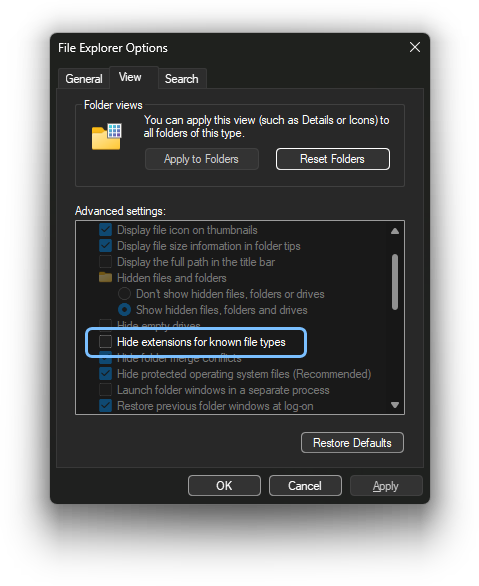 File Explorer Options
General
View
Search
Folder views
You can apply this view (such as Details or Icons) to
all folders of this type.
Apply to Folders
Reset Folders
Advanced settings:
Display file icon on thumbnails
Display file size information in folder tips
Display the full path in the title bar
Hidden files and folders
Don't show hidden files, folders or drives
Show hidden files, folders and drives
Hide empty drives
Hide extensions for known file types
Hide folder merge conflicts
Hide protected operating system files (Recommended)
Launch folder windows in a separate process
Restore previous folder windows at log-on
Restore Defaults
OK
Cancel
Apply